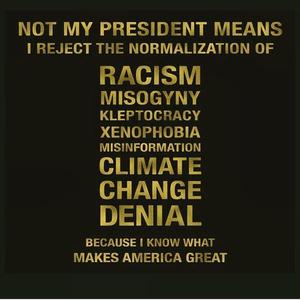 NOT MY PRESIDENT MEANS
I REJECT THE NORMALIZATION OF
RACISM
MISOGYNY
KLEPTOCRACY
XENOPHOBIA
MISINFORMATION
CLIMATE
CHANGE
DENIAL
BECAUSE I KNOW WHAT
MAKES AMERICA GREAT